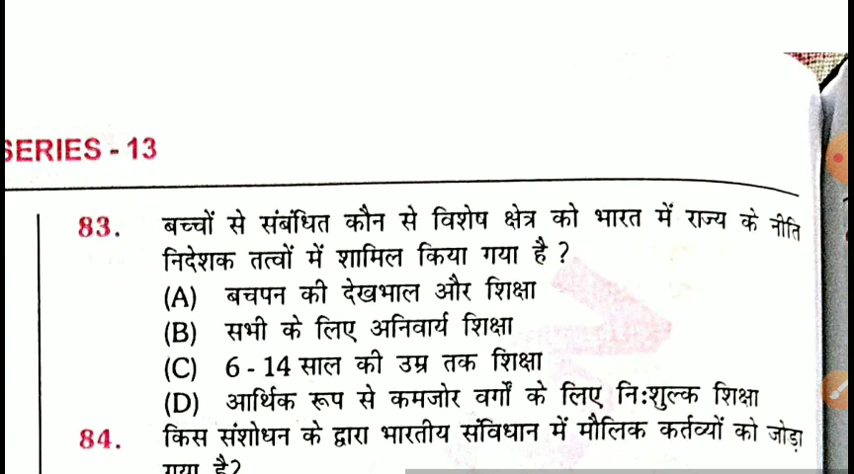 SERIES - 13
83. बच्चों से संबंधित कौन से विशेष क्षेत्र को भारत में राज्य के नीति
निदेशक तत्वों में शामिल किया गया है ?
(A) बचपन की देखभाल और शिक्षा
(B) सभी के लिए अनिवार्य शिक्षा
(C) 6 - 14 साल की उम्र तक शिक्षा
(D) आर्थिक रूप से कमजोर वर्गों के लिए नि:शुल्क शिक्षा
84. किस संशोधन के द्वारा भारतीय संविधान में मौलिक कर्तव्यों को जोड़ा
गया है?